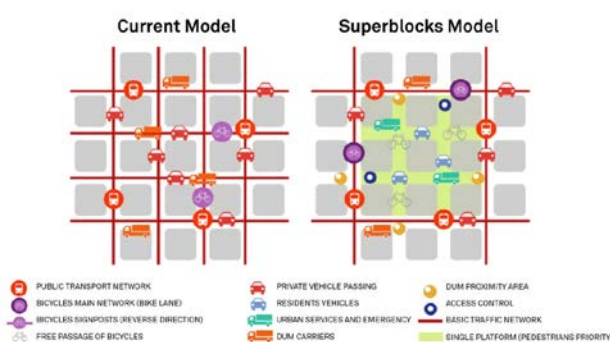 Current Model
Superblocks Model
PUBLIC TRANSPORT NETWORK
BICYCLES MAIN NETWORK (BIKE LANE)
BICYCLES SIGNPOSTS (REVERSE DIRECTION)
FREE PASSAGE OF BICYCLES
PRIVATE VEHICLE PASSING
RESIDENTS VEHICLES
URBAN SERVICES AND EMERGENCY
DUM CARRIERS
DUM PROXIMITY AREA
ACCESS CONTROL
BASIC TRAFFIC NETWORK
SINGLE PLATFORM (PEDESTRIANS PRIORITY)